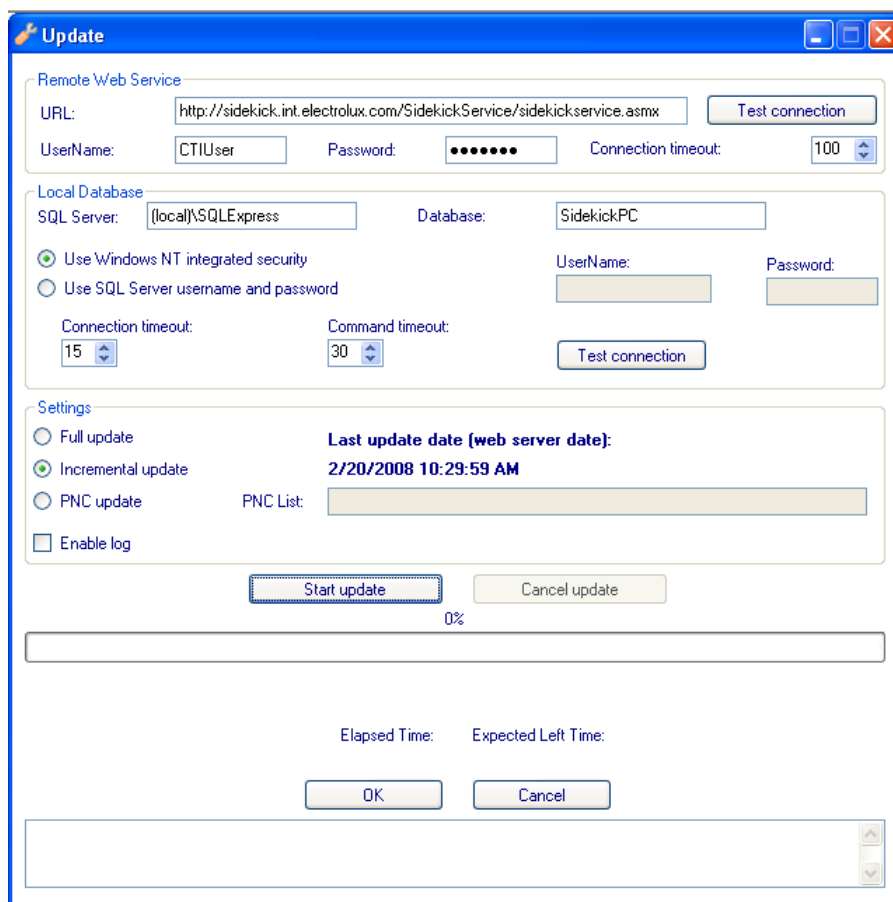 Update
Remote Web Service
URL: http://sidekick.int.electrolux.com/SidekickService/sidekickservice.asmx Test connection
UserName: CTIUser Password: ●●●●●●● Connection timeout: 100
Local Database
SQL Server: (local)\SQLExpress Database: SidekickPC
Use Windows NT integrated security UserName: Password:
Use SQL Server username and password
Connection timeout: Command timeout:
15 30 Test connection
Settings
Full update Last update date (web server date):
Incremental update 2/20/2008 10:29:59 AM
PNC update PNC List:
Enable log
Start update Cancel update
0%
Elapsed Time: Expected Left Time:
OK Cancel